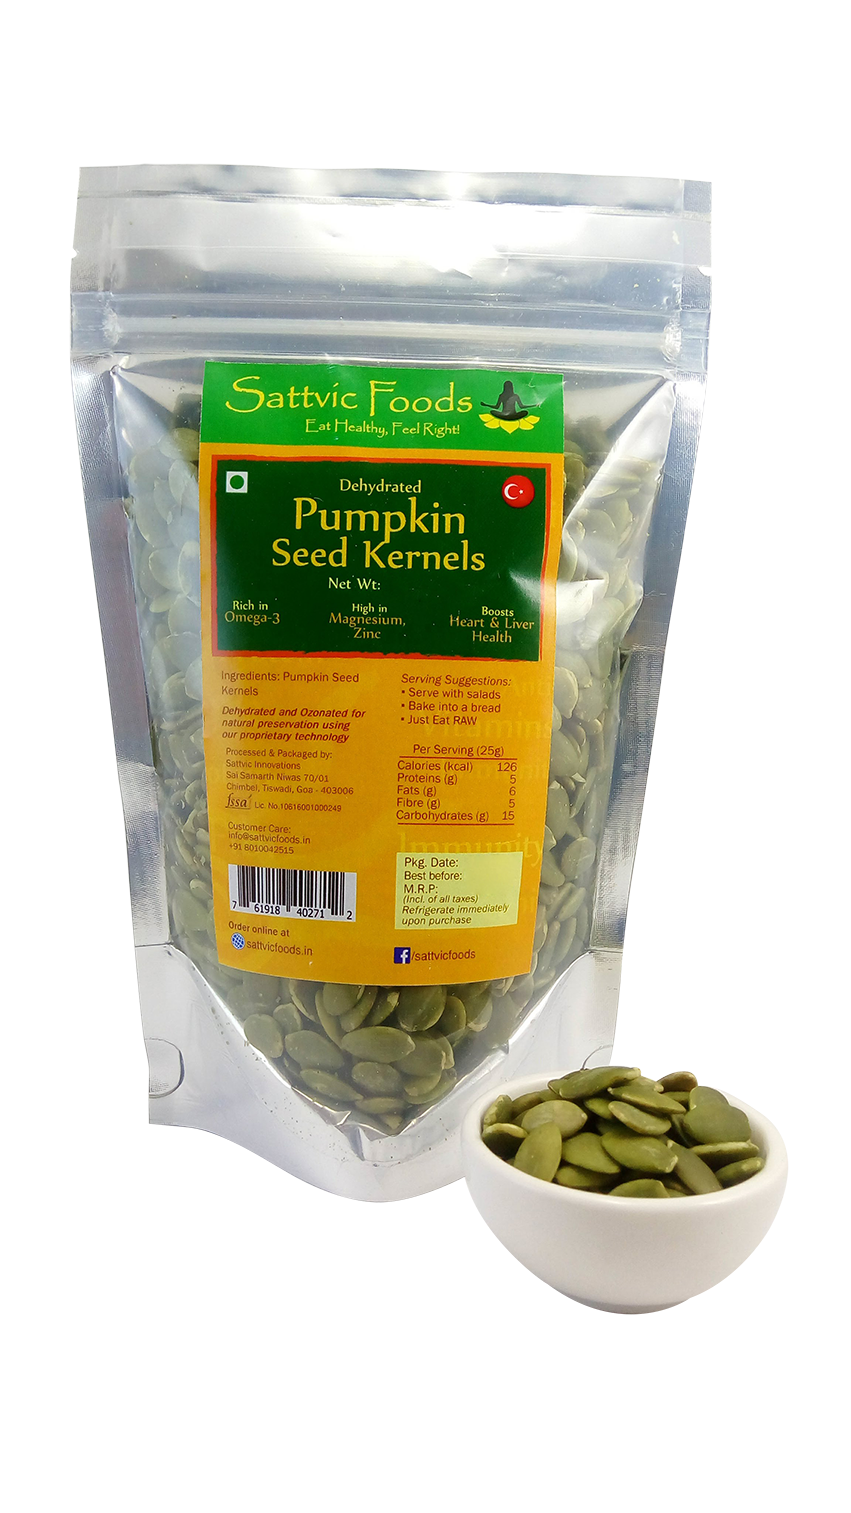 Sattvic Foods
Eat Healthy, Feel Right!
Dehydrated
Pumpkin
Seed Kernels
Net Wt:
Rich in
Omega-3
High in
Magnesium,
Zinc
Boosts
Heart & Liver
Health
Ingredients: Pumpkin Seed
Kernels
Dehydrated and Ozonated for
natural preservation using
our proprietary technology
Processed & Packaged by:
Sattvic Innovations
Sai Samarth Niwas 70/01
Chimbel, Tiswadi, Goa - 403006
fssai Lic. No.10616001000249
Customer Care:
info@sattvicfoods.in
+91 8010042515
7 61918 40271 2
Order online at
sattvicfoods.in
Serving Suggestions:
• Serve with salads
• Bake into a bread
• Just Eat RAW
Vitamins
Per Serving (25g)
Calories (kcal) 126
Proteins (g) 5
Fats (g) 6
Fibre (g) 5
Carbohydrates (g) 15
Immunity
Pkg. Date:
Best before:
M.R.P:
(Incl. of all taxes)
Refrigerate immediately
upon purchase
f/sattvicfoods